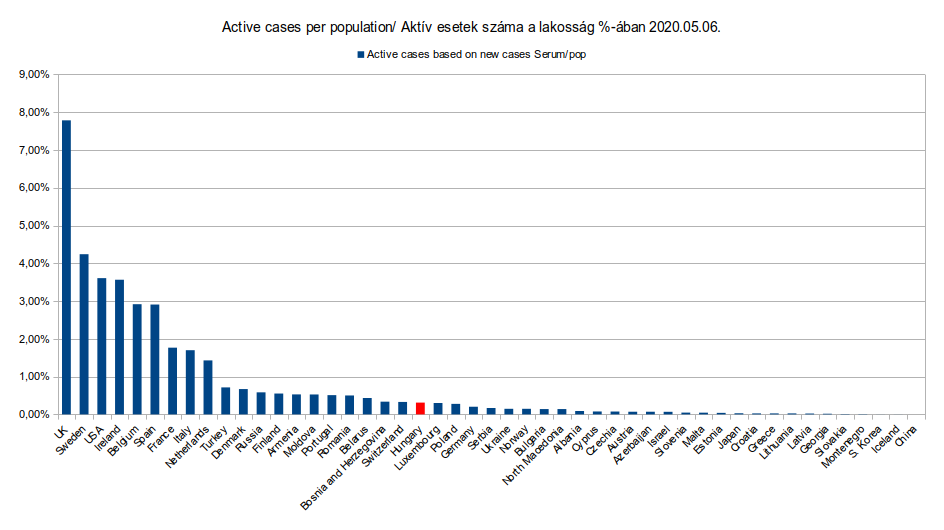 Active cases per population/ Aktív esetek száma a lakosság %-ában 2020.05.06.
Active cases based on new cases Serum/pop
9,00%
8,00%
7,00%
6,00%
5,00%
4,00%
3,00%
2,00%
1,00%
0,00%
UK
Sweden
USA
Ireland
Belgium
Spain
France
Italy
Netherlands
Turkey
Denmark
Russia
Finland
Armenia
Moldova
Portugal
Romania
Belarus
Bosnia and Herzegovina
Switzerland
Hungary
Luxembourg
Poland
Germany
Serbia
Ukraine
Norway
Bulgaria
North Macedonia
Albania
Cyprus
Czechia
Austria
Azerbaijan
Israel
Slovenia
Malta
Estonia
Japan
Croatia
Greece
Lithuania
Latvia
Georgia
Slovakia
Montenegro
S. Korea
Iceland
China